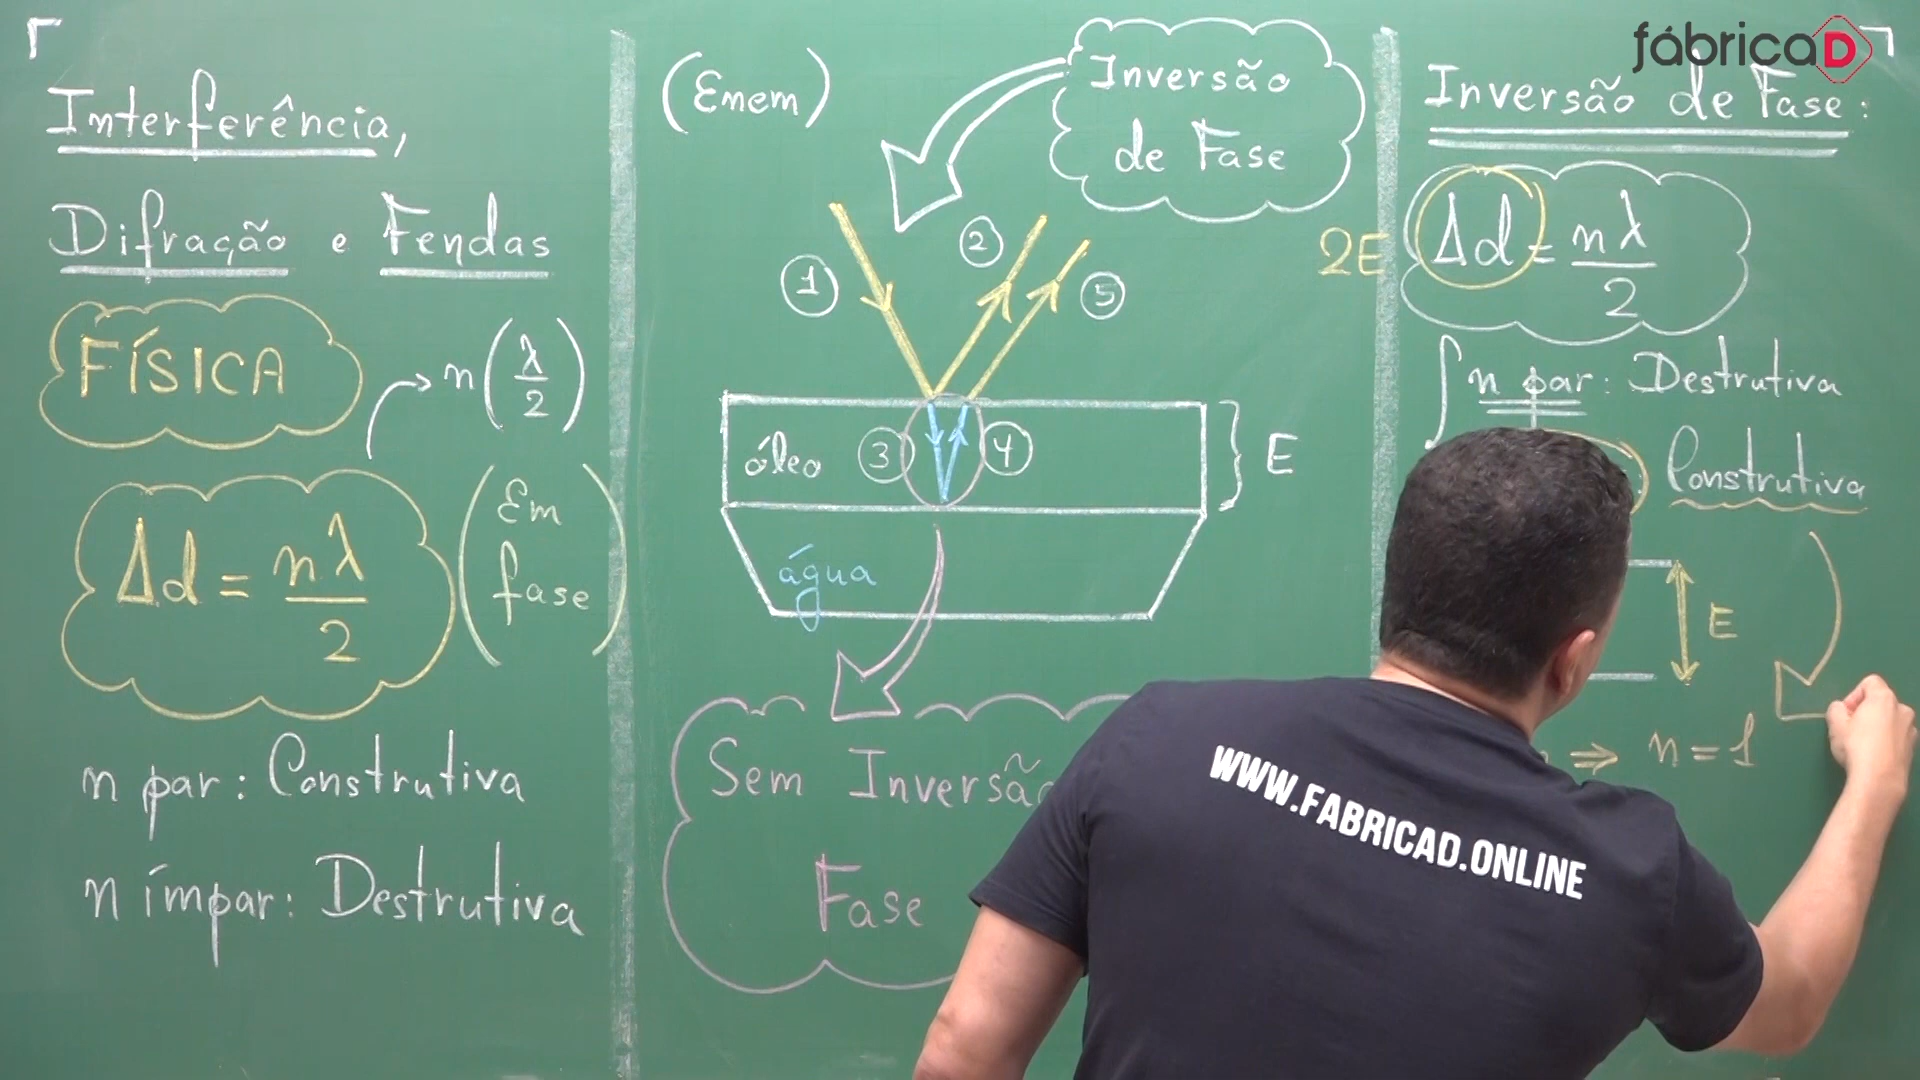 Interferência,
Difração e Fendas
FÍSICA
n(λ/2)
Δd = nλ/2
(Em fase)
n par: Construtiva
n ímpar: Destrutiva
(Enem)
Inversão
de Fase
1
2
5
óleo
3
4
E
água
Sem Inversão
Fase
fábricaD
Inversão de Fase:
2E
Δd = nλ/2
n par: Destrutiva
Construtiva
E
⇒ n = 1
WWW.FABRICAD.ONLINE